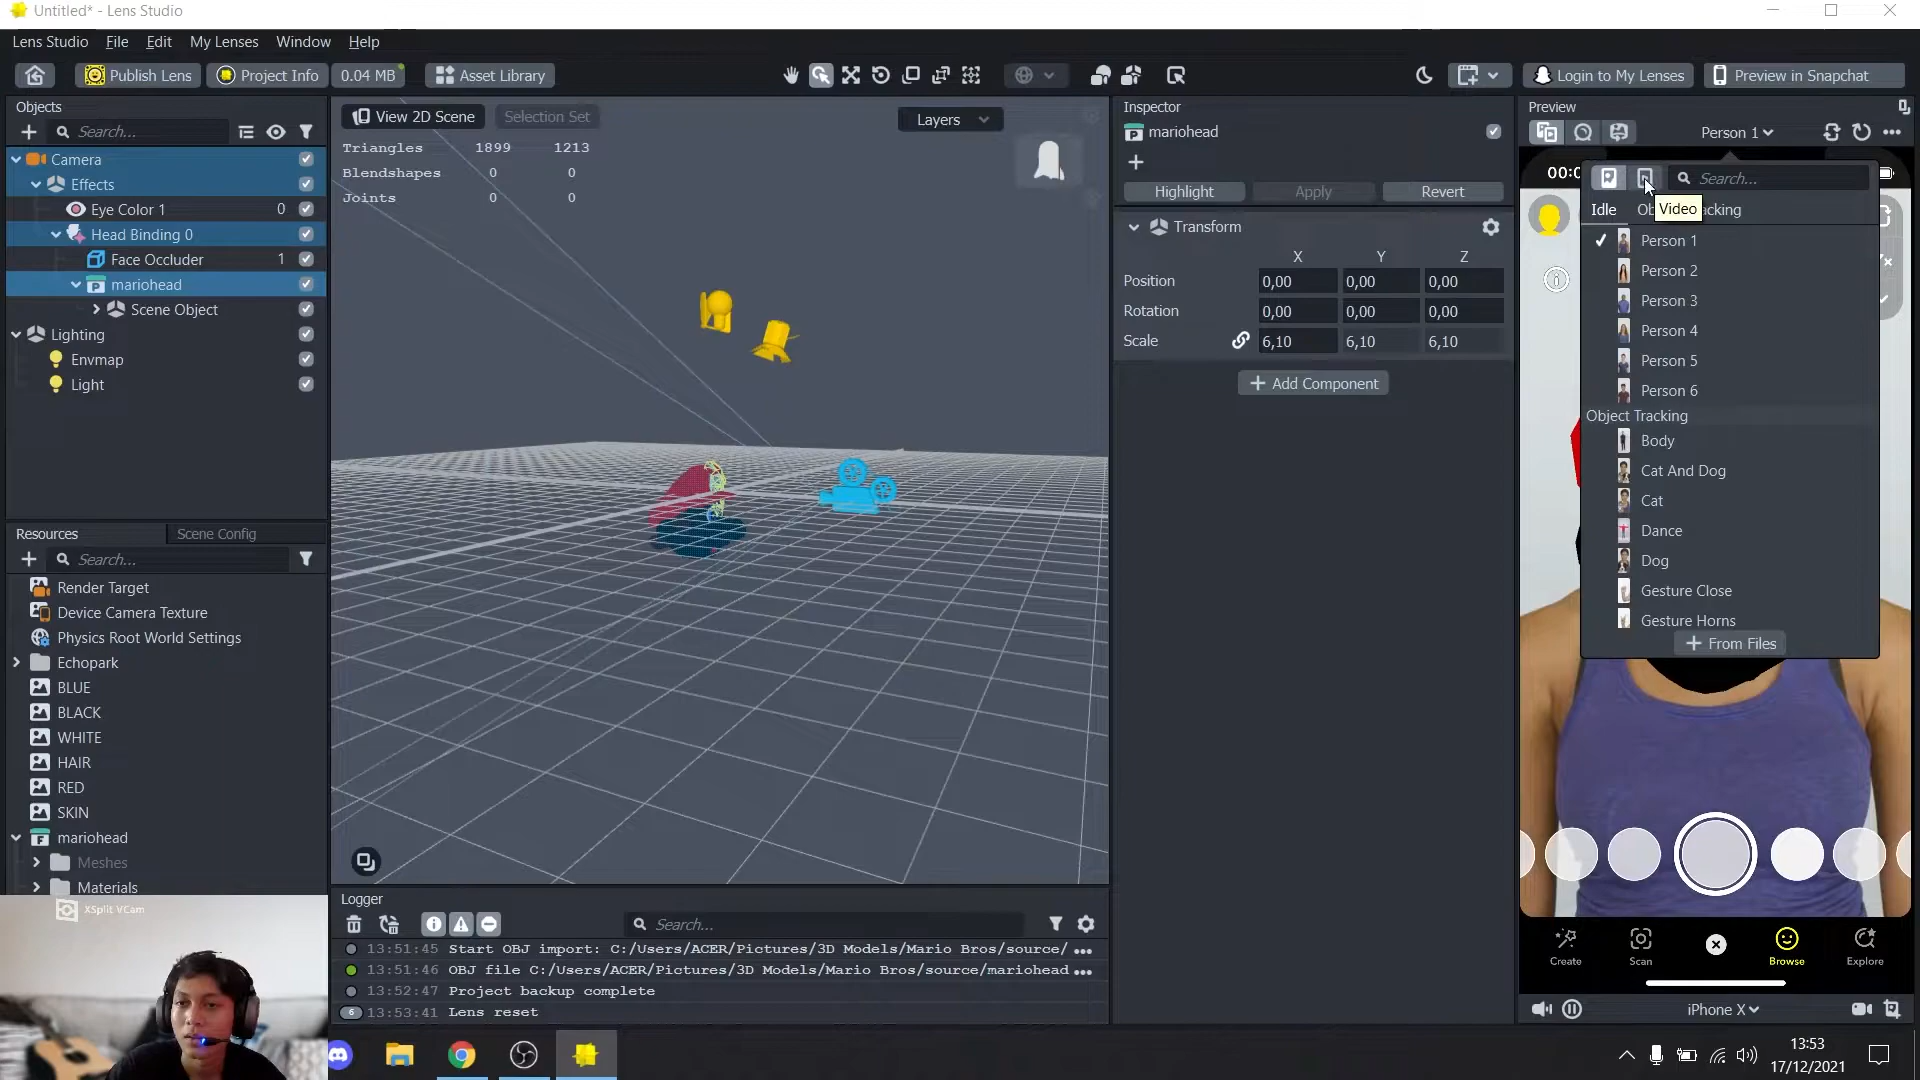 Untitled* - Lens Studio
Lens Studio File Edit My Lenses Window Help
Publish Lens Project Info 0.04 MB Asset Library Login to My Lenses Preview in Snapchat
Objects
Search...
Camera
Effects
Eye Color 1 0
Head Binding 0
Face Occluder 1
mariohead
Scene Object
Lighting
Envmap
Light
Resources Scene Config
Search...
Render Target
Device Camera Texture
Physics Root World Settings
Echopark
BLUE
BLACK
WHITE
HAIR
RED
SKIN
mariohead
Meshes
Materials
XSplit VCam
View 2D Scene Selection Set Layers
Triangles 1899 1213
Blendshapes 0 0
Joints 0 0
Logger
Search...
13:51:45 Start OBJ import: C:/Users/ACER/Pictures/3D Models/Mario Bros/source/
13:51:46 OBJ file C:/Users/ACER/Pictures/3D Models/Mario Bros/source/mariohead
13:52:47 Project backup complete
6 13:53:41 Lens reset
Inspector
mariohead
Highlight Apply Revert
Transform
X Y Z
Position 0,00 0,00 0,00
Rotation 0,00 0,00 0,00
Scale 6,10 6,10 6,10
+ Add Component
Preview
Person 1
00:0
Search...
Video
Idle Ob acking
Person 1
Person 2
Person 3
Person 4
Person 5
Person 6
Object Tracking
Body
Cat And Dog
Cat
Dance
Dog
Gesture Close
Gesture Horns
+ From Files
Create Scan Browse Explore
iPhone X
13:53
17/12/2021